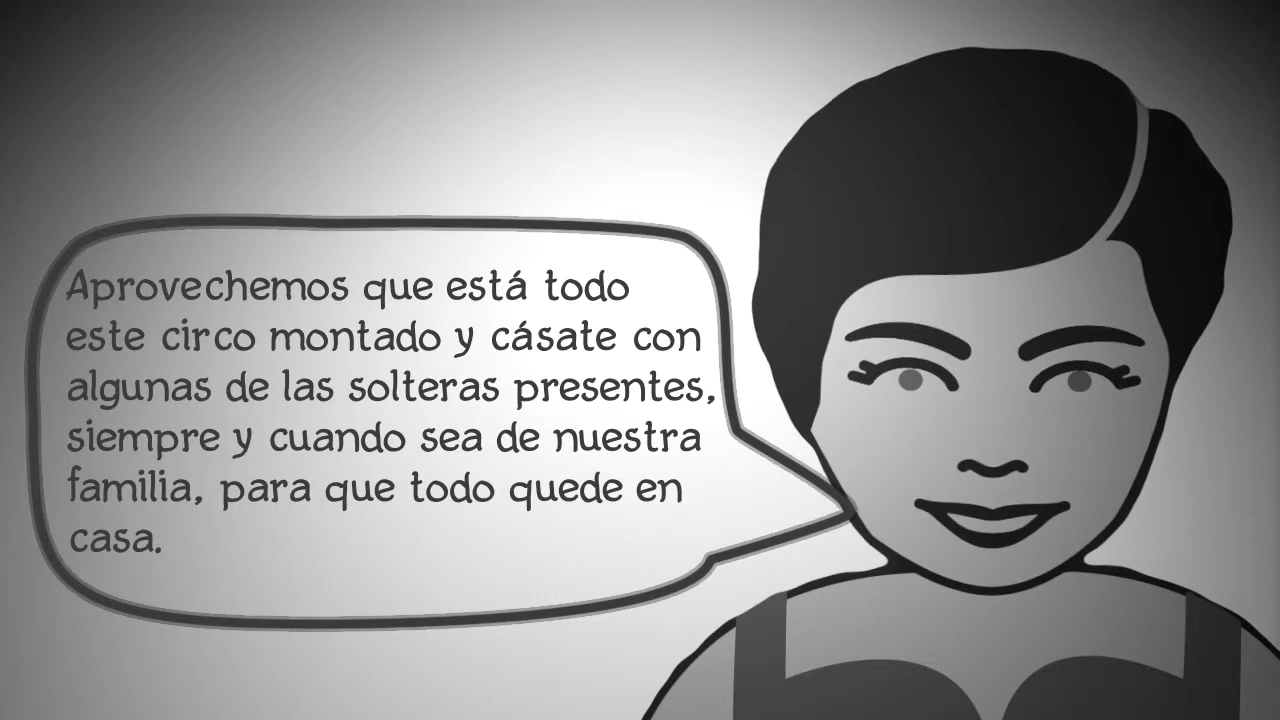 Aprovechemos que está todo
este circo montado y cásate con
algunas de las solteras presentes,
siempre y cuando sea de nuestra
familia, para que todo quede en
casa.